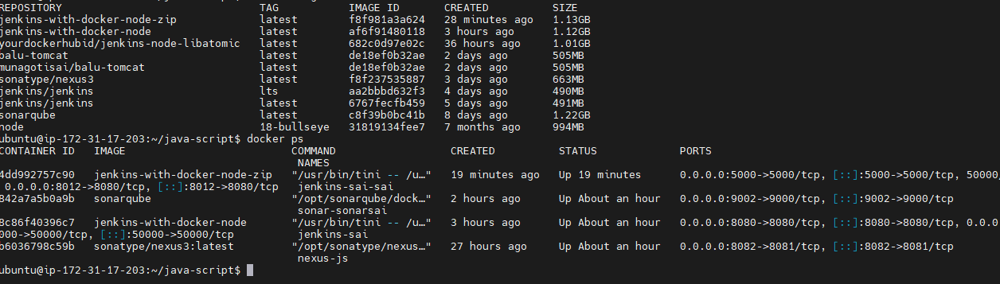 REPOSITORY TAG IMAGE ID CREATED SIZE
jenkins-with-docker-node-zip latest f8f981a3a624 28 minutes ago 1.13GB
jenkins-with-docker-node latest af6f91480118 3 hours ago 1.12GB
yourdockerhubid/jenkins-node-libatomic latest 682c0d97e02c 36 hours ago 1.01GB
balu-tomcat latest de18ef0b32ae 2 days ago 505MB
munagotisai/balu-tomcat latest de18ef0b32ae 2 days ago 505MB
sonatype/nexus3 latest f8f237535887 3 days ago 663MB
jenkins/jenkins lts aa2bbbd632f3 4 days ago 490MB
jenkins/jenkins latest 6767fecfb459 5 days ago 491MB
sonarqube latest c8f39b0bc41b 8 days ago 1.22GB
node 18-bullseye 31819134fee7 7 months ago 994MB
ubuntu@ip-172-31-17-203:~/java-script$ docker ps
CONTAINER ID IMAGE COMMAND CREATED STATUS PORTS
NAMES
4dd992757c90 jenkins-with-docker-node-zip "/usr/bin/tini -- /u…" 19 minutes ago Up 19 minutes 0.0.0.0:5000->5000/tcp, [::]:5000->5000/tcp, 50000/
 0.0.0.0:8012->8080/tcp, [::]:8012->8080/tcp jenkins-sai-sai
842a7a5b0a9b sonarqube "/opt/sonarqube/dock…" 2 hours ago Up About an hour 0.0.0.0:9002->9000/tcp, [::]:9002->9000/tcp
sonar-sonarsai
8c86f40396c7 jenkins-with-docker-node "/usr/bin/tini -- /u…" 3 hours ago Up About an hour 0.0.0.0:8080->8080/tcp, [::]:8080->8080/tcp, 0.0.0.
000->50000/tcp, [::]:50000->50000/tcp jenkins-sai
b6036798c59b sonatype/nexus3:latest "/opt/sonatype/nexus…" 27 hours ago Up About an hour 0.0.0.0:8082->8081/tcp, [::]:8082->8081/tcp
nexus-js
ubuntu@ip-172-31-17-203:~/java-script$